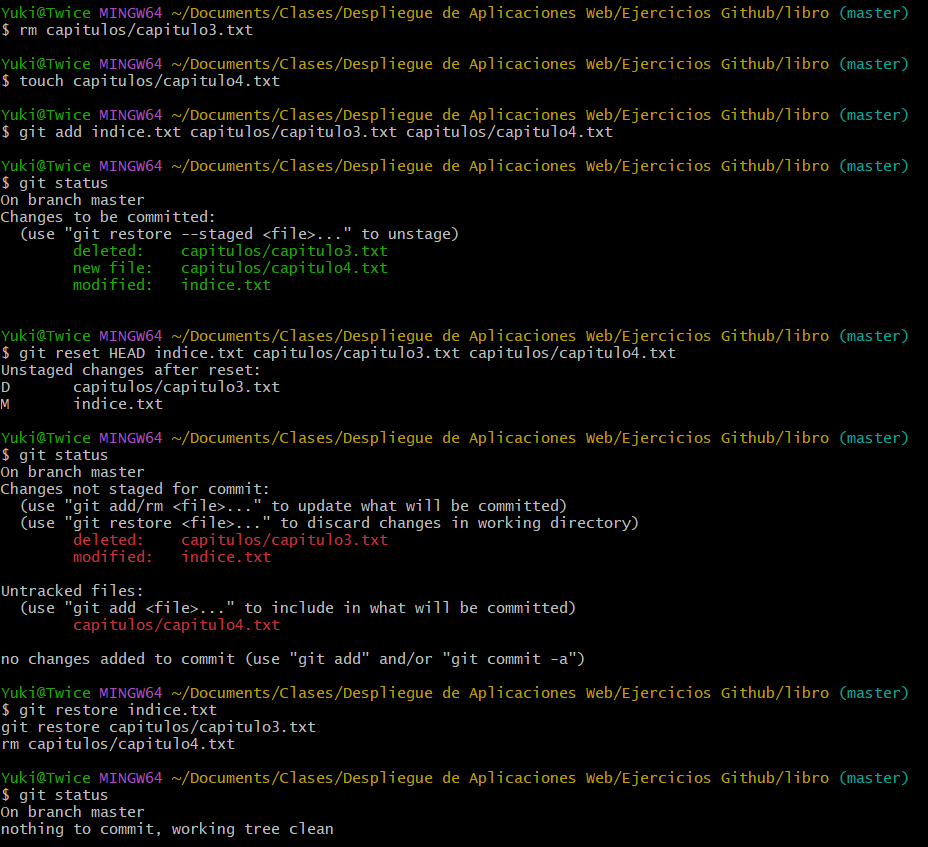 Yuki@Twice MINGW64 ~/Documents/Clases/Despliegue de Aplicaciones Web/Ejercicios Github/libro (master)
$ rm capitulos/capitulo3.txt
Yuki@Twice MINGW64 ~/Documents/Clases/Despliegue de Aplicaciones Web/Ejercicios Github/libro (master)
$ touch capitulos/capitulo4.txt
Yuki@Twice MINGW64 ~/Documents/Clases/Despliegue de Aplicaciones Web/Ejercicios Github/libro (master)
$ git add indice.txt capitulos/capitulo3.txt capitulos/capitulo4.txt
Yuki@Twice MINGW64 ~/Documents/Clases/Despliegue de Aplicaciones Web/Ejercicios Github/libro (master)
$ git status
On branch master
Changes to be committed:
  (use "git restore --staged <file>..." to unstage)
        deleted:    capitulos/capitulo3.txt
        new file:   capitulos/capitulo4.txt
        modified:   indice.txt
Yuki@Twice MINGW64 ~/Documents/Clases/Despliegue de Aplicaciones Web/Ejercicios Github/libro (master)
$ git reset HEAD indice.txt capitulos/capitulo3.txt capitulos/capitulo4.txt
Unstaged changes after reset:
D       capitulos/capitulo3.txt
M       indice.txt
Yuki@Twice MINGW64 ~/Documents/Clases/Despliegue de Aplicaciones Web/Ejercicios Github/libro (master)
$ git status
On branch master
Changes not staged for commit:
  (use "git add/rm <file>..." to update what will be committed)
  (use "git restore <file>..." to discard changes in working directory)
        deleted:    capitulos/capitulo3.txt
        modified:   indice.txt
Untracked files:
  (use "git add <file>..." to include in what will be committed)
        capitulos/capitulo4.txt
no changes added to commit (use "git add" and/or "git commit -a")
Yuki@Twice MINGW64 ~/Documents/Clases/Despliegue de Aplicaciones Web/Ejercicios Github/libro (master)
$ git restore indice.txt
git restore capitulos/capitulo3.txt
rm capitulos/capitulo4.txt
Yuki@Twice MINGW64 ~/Documents/Clases/Despliegue de Aplicaciones Web/Ejercicios Github/libro (master)
$ git status
On branch master
nothing to commit, working tree clean